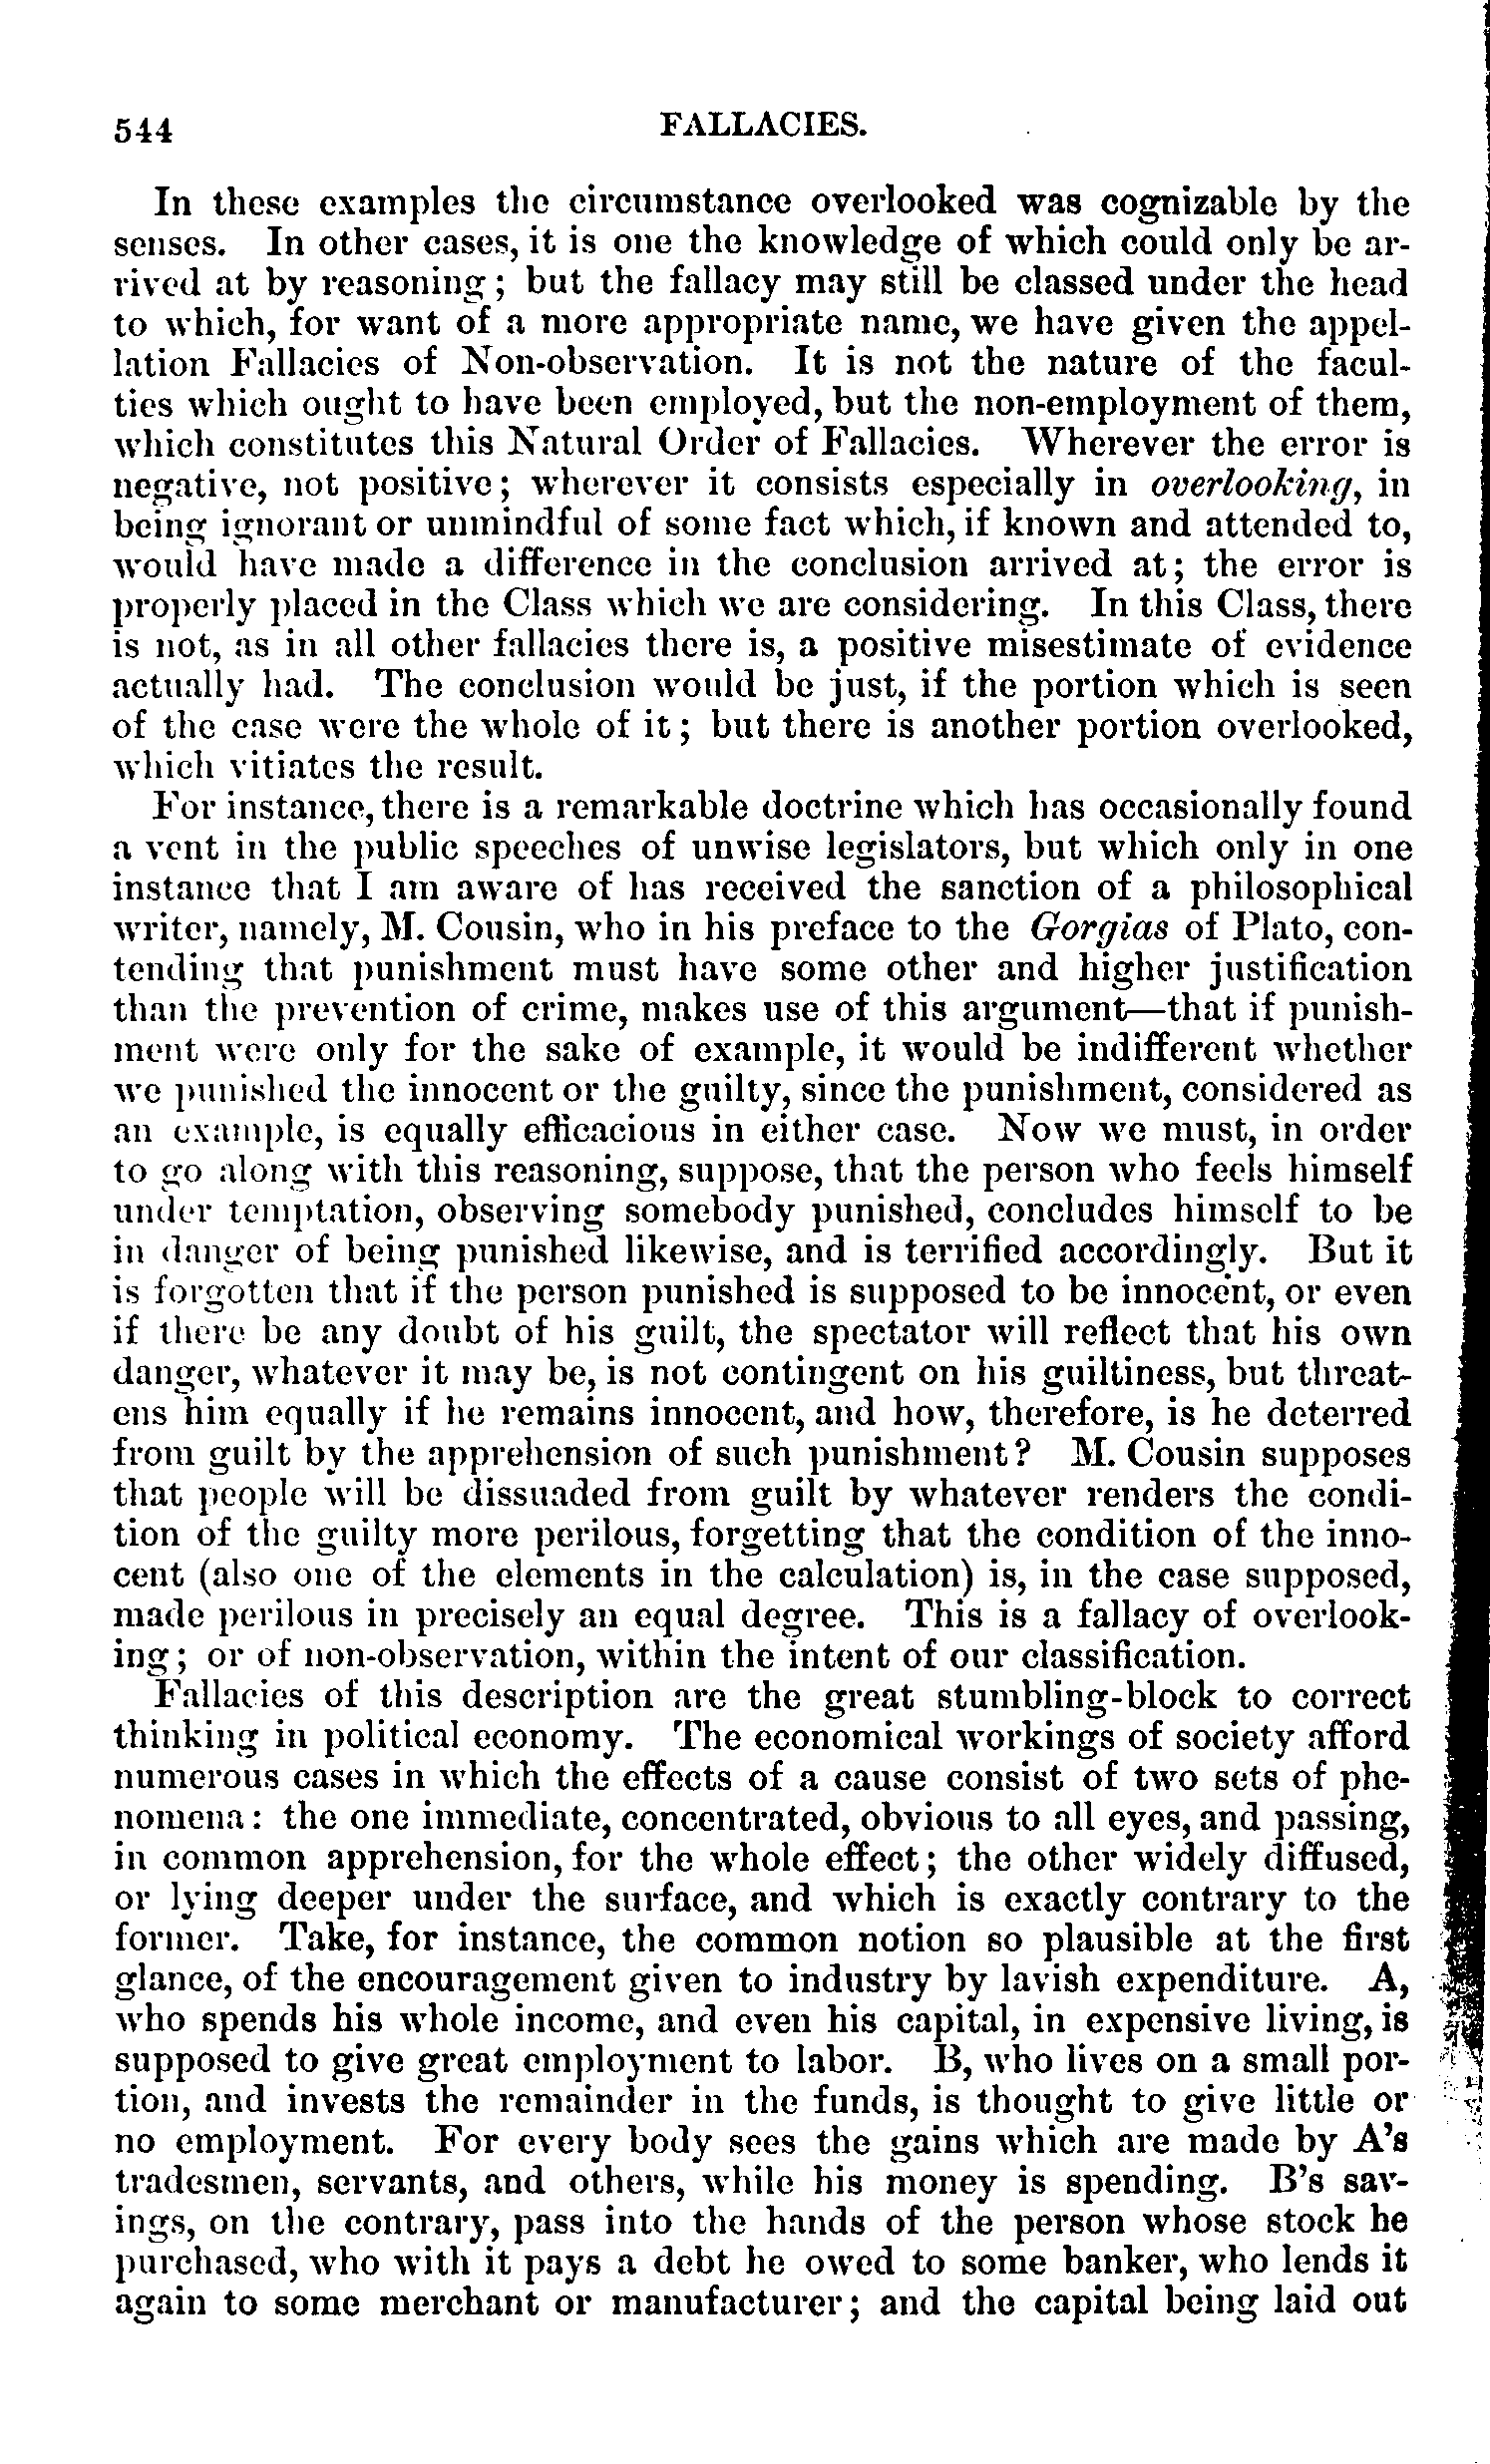 544 FALLACIES.
In these examples the circumstance overlooked was cognizable by the
senses. In other cases, it is one the knowledge of which could only be ar-
rived at by reasoning; but the fallacy may still be classed under the head
to which, for want of a more appropriate name, we have given the appel-
lation Fallacies of Non-observation. It is not the nature of the facul-
ties which ought to have been employed, but the non-employment of them,
which constitutes this Natural Order of Fallacies. Wherever the error is
negative, not positive; wherever it consists especially in overlooking, in
being ignorant or unmindful of some fact which, if known and attended to,
would have made a difference in the conclusion arrived at; the error is
properly placed in the Class which we are considering. In this Class, there
is not, as in all other fallacies there is, a positive misestimate of evidence
actually had. The conclusion would be just, if the portion which is seen
of the case were the whole of it; but there is another portion overlooked,
which vitiates the result.
For instance, there is a remarkable doctrine which has occasionally found
a vent in the public speeches of unwise legislators, but which only in one
instance that I am aware of has received the sanction of a philosophical
writer, namely, M. Cousin, who in his preface to the Gorgias of Plato, con-
tending that punishment must have some other and higher justification
than the prevention of crime, makes use of this argument—that if punish-
ment were only for the sake of example, it would be indifferent whether
we punished the innocent or the guilty, since the punishment, considered as
an example, is equally efficacious in either case. Now we must, in order
to go along with this reasoning, suppose, that the person who feels himself
under temptation, observing somebody punished, concludes himself to be
in danger of being punished likewise, and is terrified accordingly. But it
is forgotten that if the person punished is supposed to be innocent, or even
if there be any doubt of his guilt, the spectator will reflect that his own
danger, whatever it may be, is not contingent on his guiltiness, but threat-
ens him equally if he remains innocent, and how, therefore, is he deterred
from guilt by the apprehension of such punishment? M. Cousin supposes
that people will be dissuaded from guilt by whatever renders the condi-
tion of the guilty more perilous, forgetting that the condition of the inno-
cent (also one of the elements in the calculation) is, in the case supposed,
made perilous in precisely an equal degree. This is a fallacy of overlook-
ing; or of non-observation, within the intent of our classification.
Fallacies of this description are the great stumbling-block to correct
thinking in political economy. The economical workings of society afford
numerous cases in which the effects of a cause consist of two sets of phe-
nomena: the one immediate, concentrated, obvious to all eyes, and passing,
in common apprehension, for the whole effect; the other widely diffused,
or lying deeper under the surface, and which is exactly contrary to the
former. Take, for instance, the common notion so plausible at the first
glance, of the encouragement given to industry by lavish expenditure. A,
who spends his whole income, and even his capital, in expensive living, is
supposed to give great employment to labor. B, who lives on a small por-
tion, and invests the remainder in the funds, is thought to give little or
no employment. For every body sees the gains which are made by A's
tradesmen, servants, and others, while his money is spending. B's sav-
ings, on the contrary, pass into the hands of the person whose stock he
purchased, who with it pays a debt he owed to some banker, who lends it
again to some merchant or manufacturer; and the capital being laid out